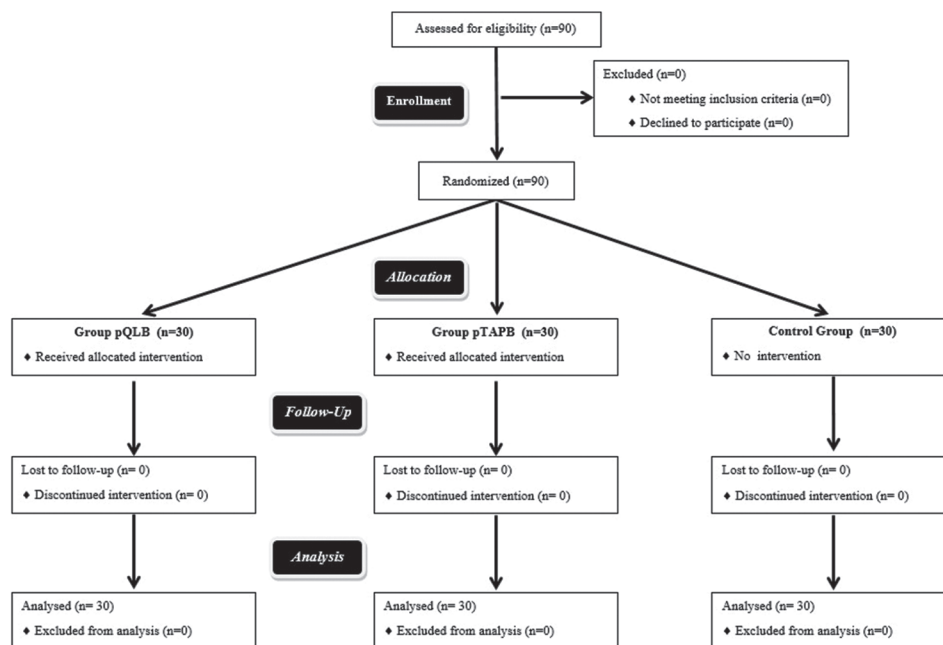 Assessed for eligibility (n=90)
Excluded (n=0)
♦ Not meeting inclusion criteria (n=0)
♦ Declined to participate (n=0)
Enrollment
Randomized (n=90)
Allocation
Group pQLB (n=30)
♦ Received allocated intervention
Group pTAPB (n=30)
♦ Received allocated intervention
Control Group (n=30)
♦ No intervention
Follow-Up
Lost to follow-up (n= 0)
♦ Discontinued intervention (n= 0)
Lost to follow-up (n= 0)
♦ Discontinued intervention (n= 0)
Lost to follow-up (n= 0)
♦ Discontinued intervention (n= 0)
Analysis
Analysed (n= 30)
♦ Excluded from analysis (n=0)
Analysed (n= 30)
♦ Excluded from analysis (n=0)
Analysed (n= 30)
♦ Excluded from analysis (n=0)